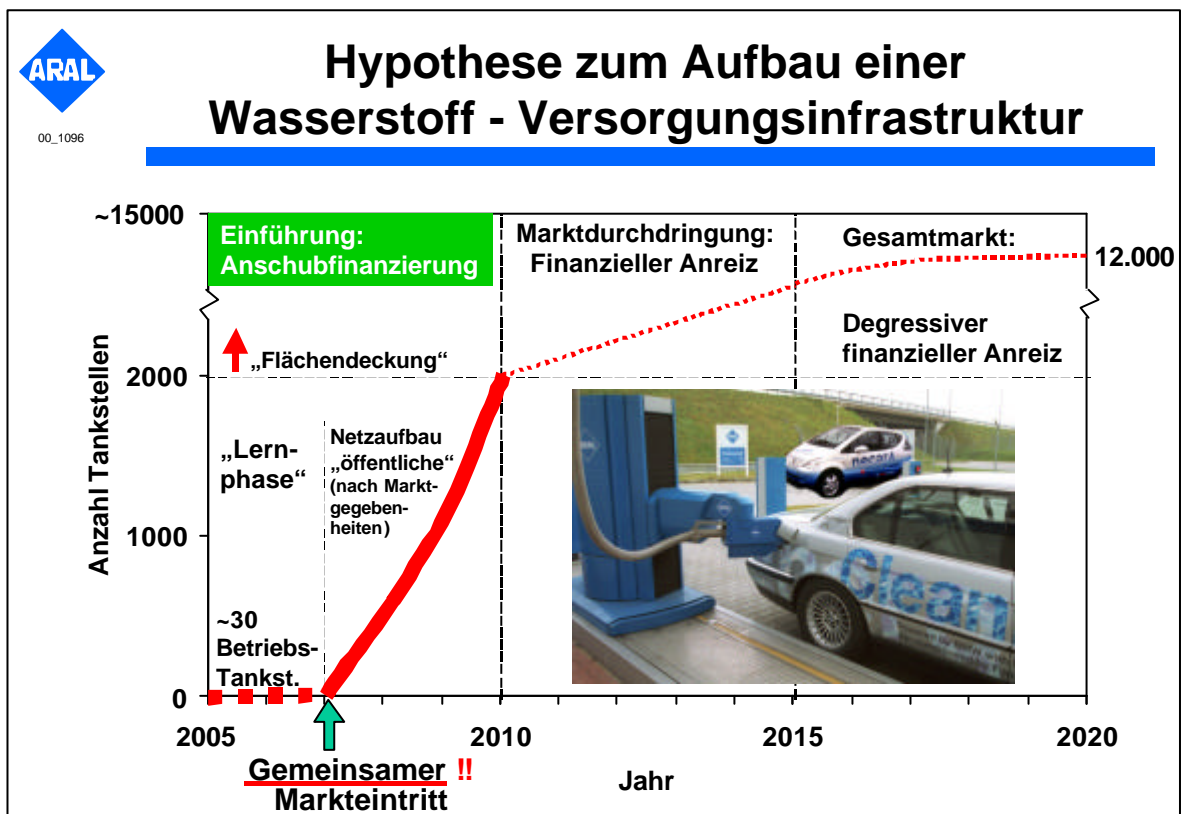 ARAL
00_1096
Hypothese zum Aufbau einer
Wasserstoff - Versorgungsinfrastruktur
~15000
Einführung:
Anschubfinanzierung
Marktdurchdringung:
Finanzieller Anreiz
Gesamtmarkt:
12.000
Degressiver
finanzieller Anreiz
„Flächendeckung“
2000
„Lern-
phase“
Netzaufbau
„öffentliche“
(nach Markt-
gegeben-
heiten)
Anzahl Tankstellen
1000
~30
Betriebs-
Tankst.
0
necar
Clean
2005
2010
2015
2020
Gemeinsamer !!
Markteintritt
Jahr